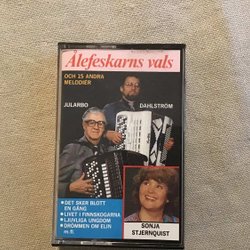 Ålefeskarns vals
OCH 15 ANDRA
MELODIER
JULARBO
DAHLSTRÖM
• DET SKER BLOTT
EN GÅNG
• LIVET I FINNSKOGARNA
• LJUVLIGA UNGDOM
• DRÖMMEN OM ELIN
m.fl.
SONJA
STJERNQUIST